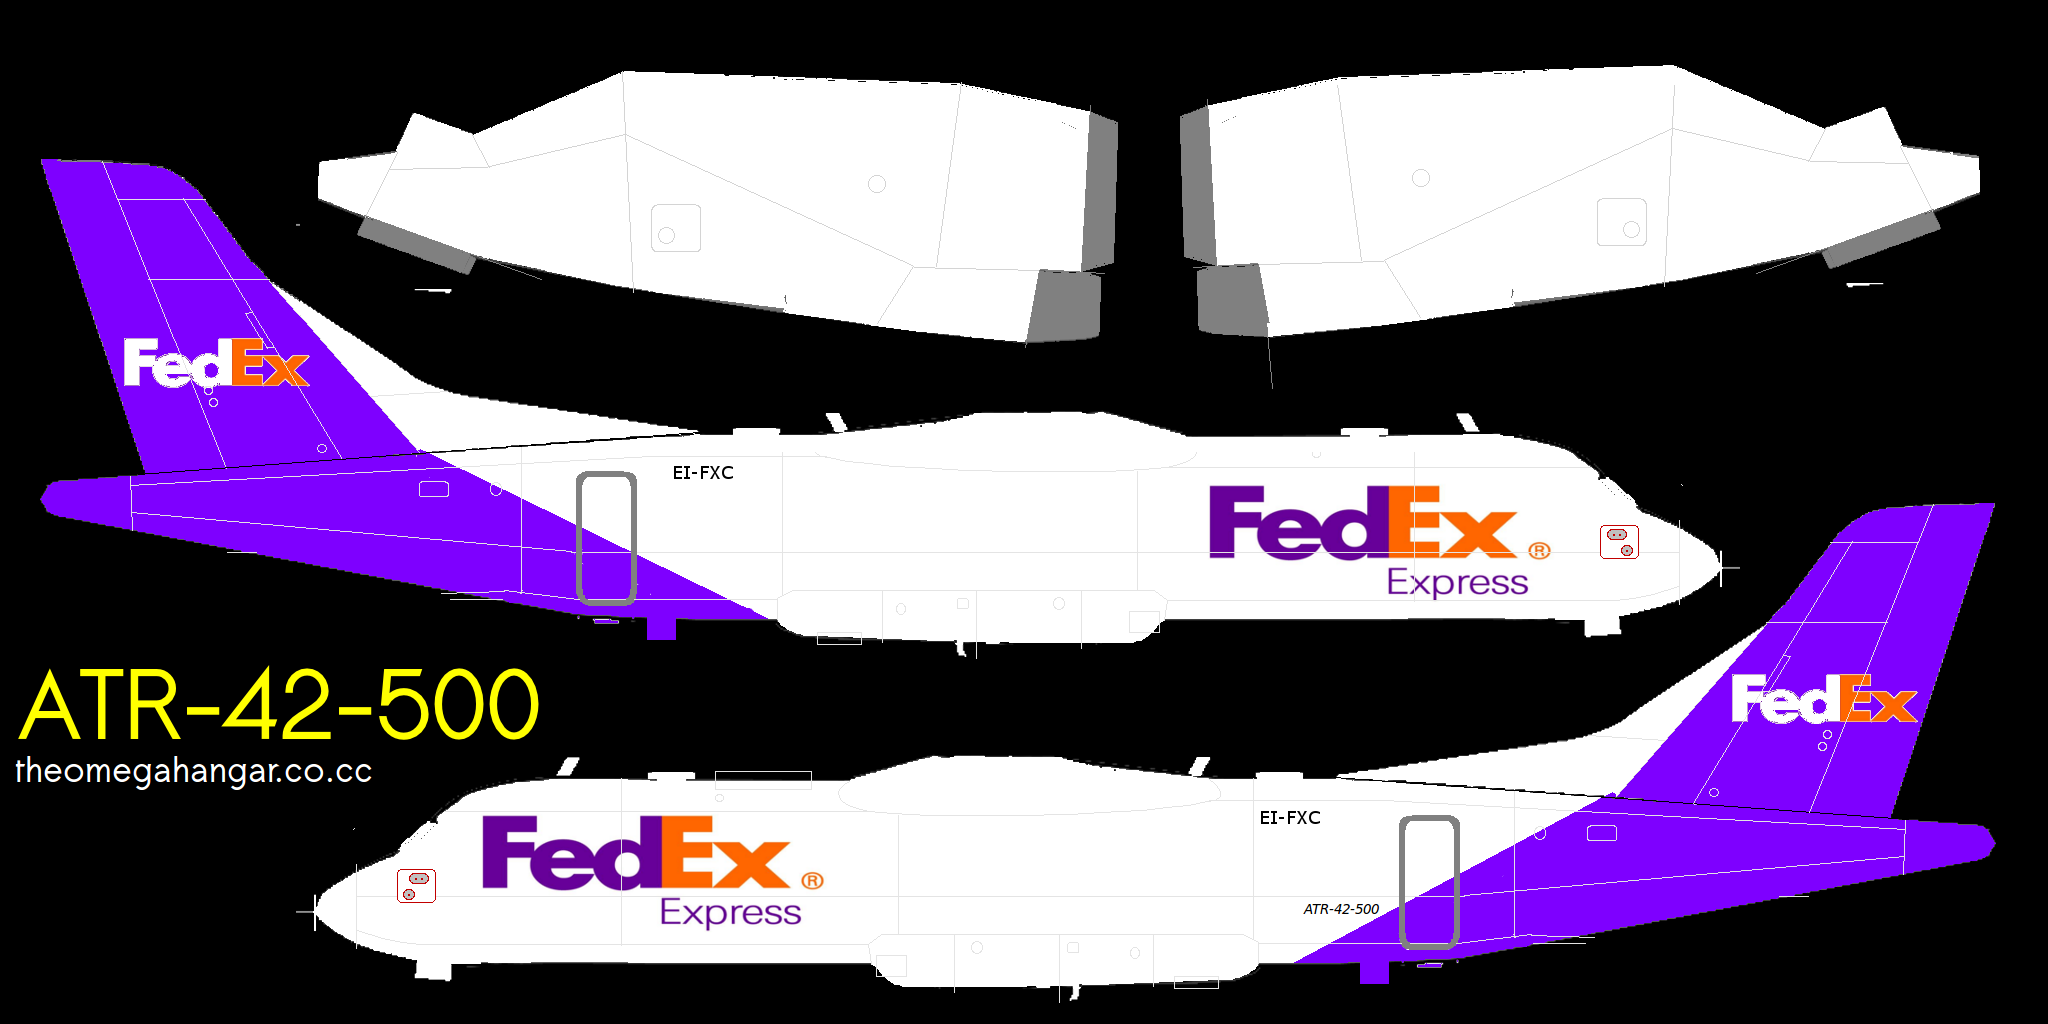 FedEx
EI-FXC
FedEx ®
Express
FedEx
ATR-42-500
theomegahangar.co.cc
EI-FXC
FedEx ®
Express
ATR-42-500